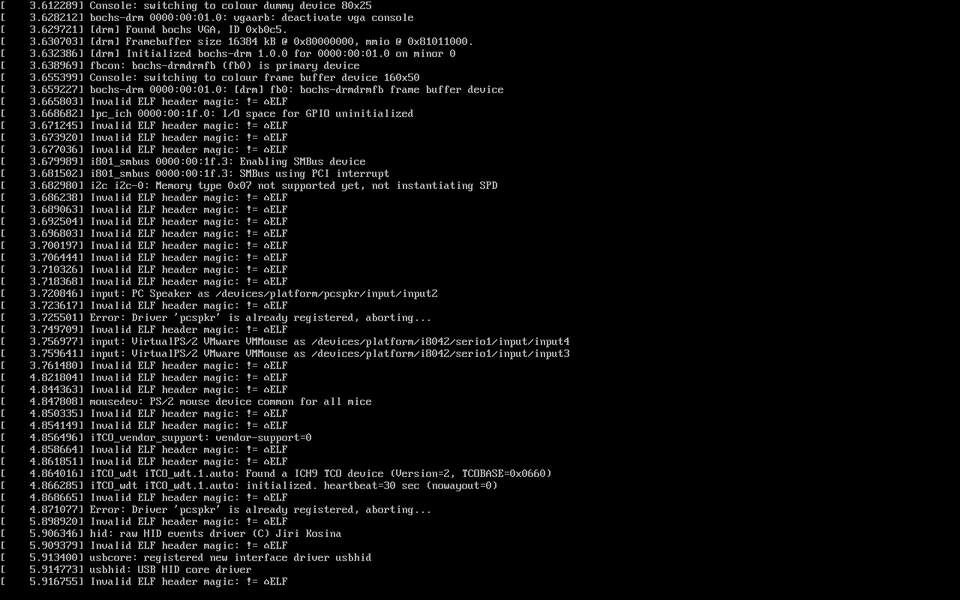 [    3.612289] Console: switching to colour dummy device 80x25
[    3.628212] bochs-drm 0000:00:01.0: vgaarb: deactivate vga console
[    3.629721] [drm] Found bochs VGA, ID 0xb0c5.
[    3.630703] [drm] Framebuffer size 16384 kB @ 0x80000000, mmio @ 0x81011000.
[    3.632386] [drm] Initialized bochs-drm 1.0.0 for 0000:00:01.0 on minor 0
[    3.638969] fbcon: bochs-drmdrmfb (fb0) is primary device
[    3.655399] Console: switching to colour frame buffer device 160x50
[    3.659227] bochs-drm 0000:00:01.0: [drm] fb0: bochs-drmdrmfb frame buffer device
[    3.665803] Invalid ELF header magic: != ⌂ELF
[    3.668682] lpc_ich 0000:00:1f.0: I/O space for GPIO uninitialized
[    3.671245] Invalid ELF header magic: != ⌂ELF
[    3.673920] Invalid ELF header magic: != ⌂ELF
[    3.677036] Invalid ELF header magic: != ⌂ELF
[    3.679989] i801_smbus 0000:00:1f.3: Enabling SMBus device
[    3.681502] i801_smbus 0000:00:1f.3: SMBus using PCI interrupt
[    3.682980] i2c i2c-0: Memory type 0x07 not supported yet, not instantiating SPD
[    3.686238] Invalid ELF header magic: != ⌂ELF
[    3.689063] Invalid ELF header magic: != ⌂ELF
[    3.692504] Invalid ELF header magic: != ⌂ELF
[    3.696803] Invalid ELF header magic: != ⌂ELF
[    3.700197] Invalid ELF header magic: != ⌂ELF
[    3.706444] Invalid ELF header magic: != ⌂ELF
[    3.710326] Invalid ELF header magic: != ⌂ELF
[    3.718368] Invalid ELF header magic: != ⌂ELF
[    3.720846] input: PC Speaker as /devices/platform/pcspkr/input/input2
[    3.723617] Invalid ELF header magic: != ⌂ELF
[    3.725501] Error: Driver 'pcspkr' is already registered, aborting...
[    3.749709] Invalid ELF header magic: != ⌂ELF
[    3.756977] input: VirtualPS/2 VMware VMMouse as /devices/platform/i8042/serio1/input/input4
[    3.759641] input: VirtualPS/2 VMware VMMouse as /devices/platform/i8042/serio1/input/input3
[    3.761480] Invalid ELF header magic: != ⌂ELF
[    4.821804] Invalid ELF header magic: != ⌂ELF
[    4.844363] Invalid ELF header magic: != ⌂ELF
[    4.847808] mousedev: PS/2 mouse device common for all mice
[    4.850335] Invalid ELF header magic: != ⌂ELF
[    4.854149] Invalid ELF header magic: != ⌂ELF
[    4.856496] iTCO_vendor_support: vendor-support=0
[    4.858664] Invalid ELF header magic: != ⌂ELF
[    4.861851] Invalid ELF header magic: != ⌂ELF
[    4.864016] iTCO_wdt iTCO_wdt.1.auto: Found a ICH9 TCO device (Version=2, TCOBASE=0x0660)
[    4.866285] iTCO_wdt iTCO_wdt.1.auto: initialized. heartbeat=30 sec (nowayout=0)
[    4.868665] Invalid ELF header magic: != ⌂ELF
[    4.871077] Error: Driver 'pcspkr' is already registered, aborting...
[    5.898920] Invalid ELF header magic: != ⌂ELF
[    5.906346] hid: raw HID events driver (C) Jiri Kosina
[    5.909379] Invalid ELF header magic: != ⌂ELF
[    5.913400] usbcore: registered new interface driver usbhid
[    5.914773] usbhid: USB HID core driver
[    5.916755] Invalid ELF header magic: != ⌂ELF